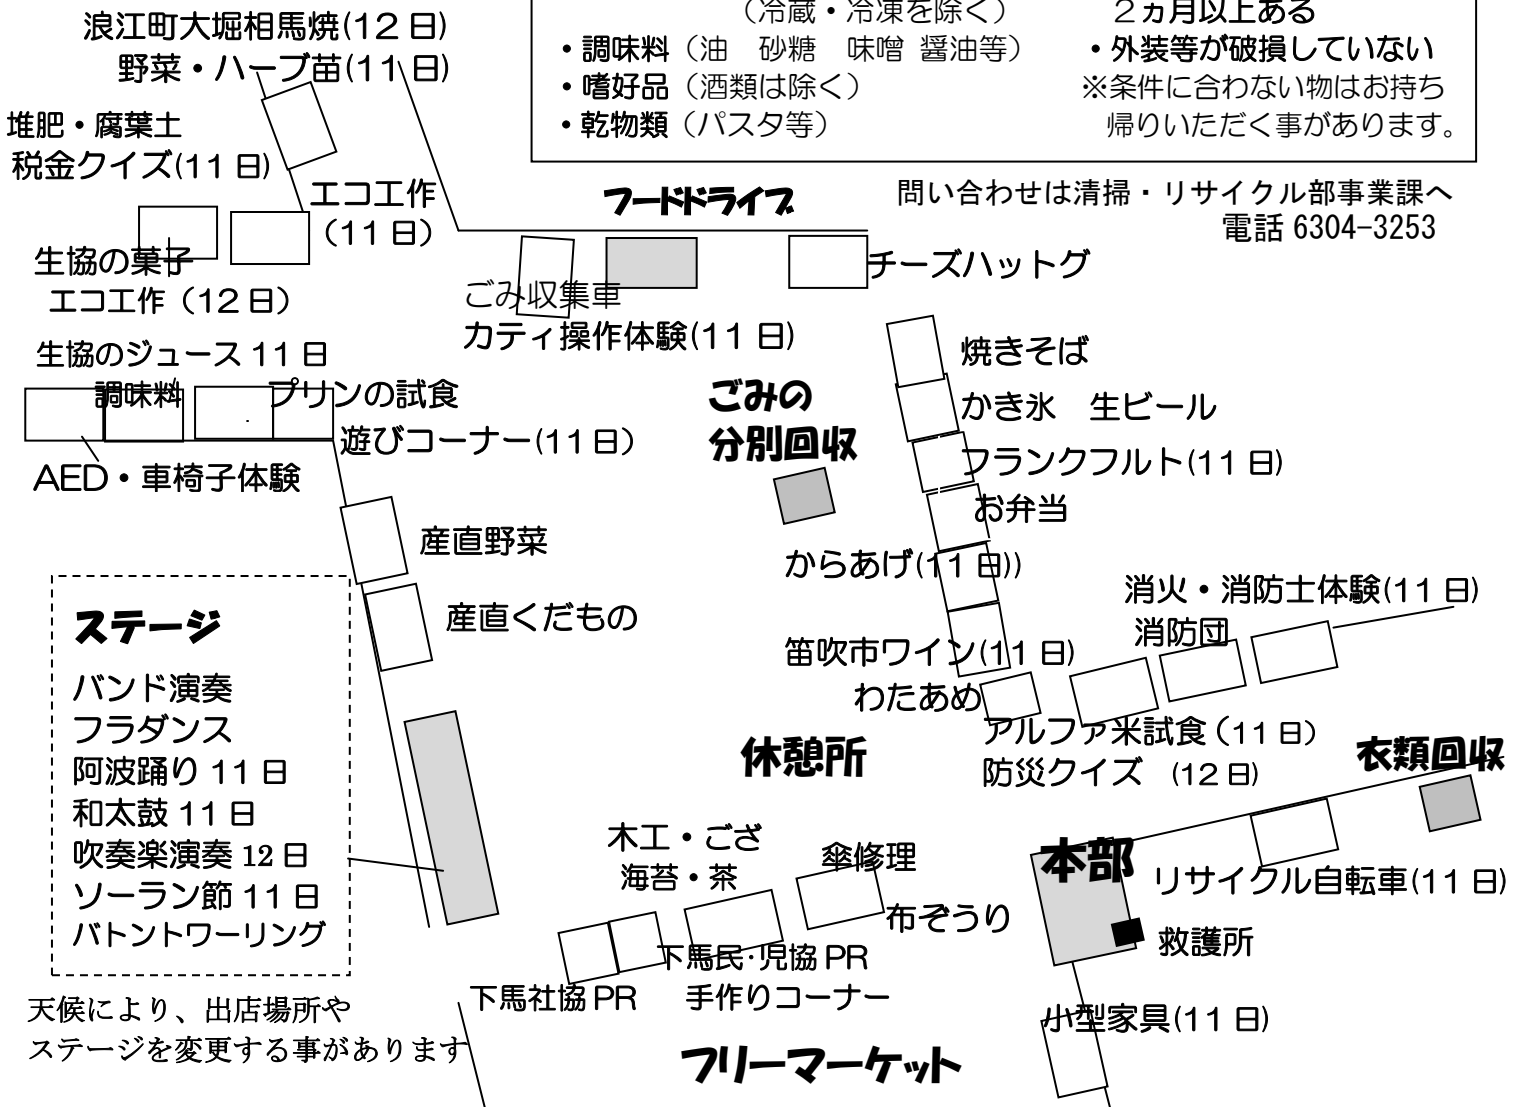 浪江町大堀相馬焼(12日)
野菜・ハーブ苗(11日)
堆肥・腐葉土
税金クイズ(11日)
エコ工作
(11日)
生協の菓子
エコ工作（12日）
生協のジュース 11日
調味料
プリンの試食
遊びコーナー(11日)
AED・車椅子体験
（冷蔵・冷凍を除く）
・調味料（油　砂糖　味噌 醤油等）
・嗜好品（酒類は除く）
・乾物類（パスタ等）
２ヵ月以上ある
・外装等が破損していない
※条件に合わない物はお持ち
帰りいただく事があります。
問い合わせは清掃・リサイクル部事業課へ
電話 6304−3253
フードドライブ
チーズハットグ
ごみ収集車
カティ操作体験(11日)
ごみの
分別回収
焼きそば
かき氷　生ビール
フランクフルト(11日)
お弁当
からあげ(11日))
笛吹市ワイン(11日)
わたあめ
消火・消防士体験(11日)
消防団
アルファ米試食（11日）
防災クイズ　(12日)
産直野菜
産直くだもの
ステージ
バンド演奏
フラダンス
阿波踊り 11日
和太鼓 11日
吹奏楽演奏 12日
ソーラン節 11日
バトントワーリング
天候により、出店場所や
ステージを変更する事があります
休憩所
衣類回収
木工・ござ
海苔・茶
傘修理
布ぞうり
下馬民・児協 PR
下馬社協 PR
手作りコーナー
本部
リサイクル自転車(11日)
救護所
小型家具(11日)
フリーマーケット